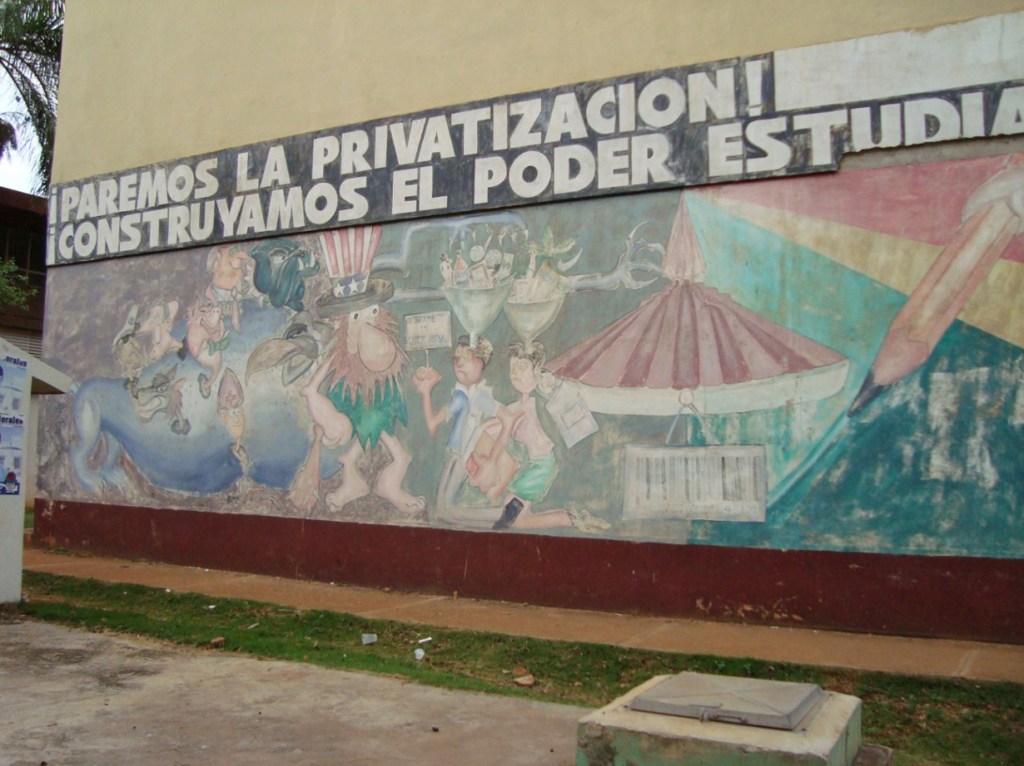 ¡PAREMOS LA PRIVATIZACION!
¡CONSTRUYAMOS EL PODER ESTUDIA